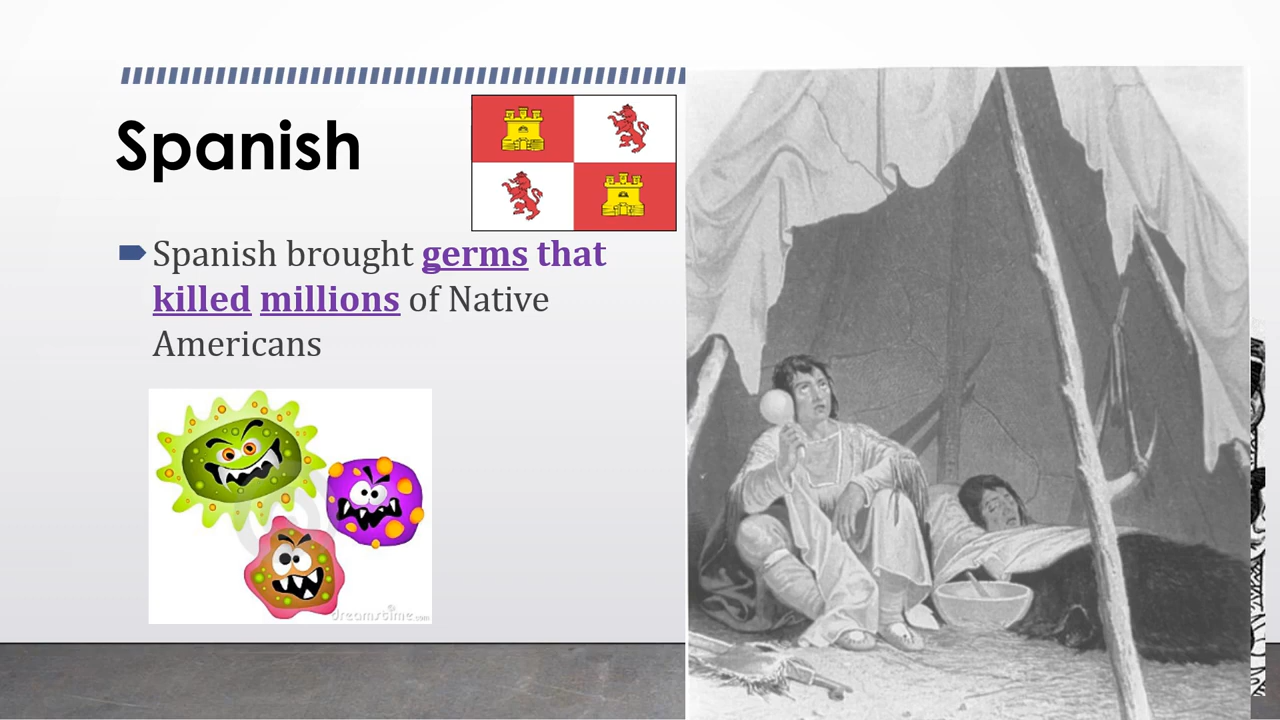 Spanish
Spanish brought germs that
killed millions of Native
Americans
dreamstime.com